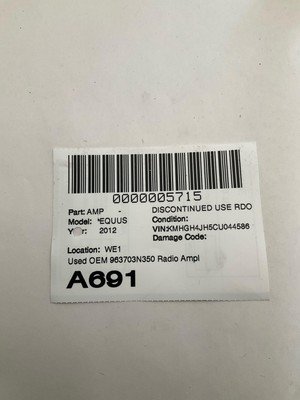 0000005715
Part: AMP - DISCONTINUED USE RDO
Model: *EQUUS Condition:
Year: 2012 VIN:KMHGH4JH5CU044586
Damage Code:
Location: WE1
Used OEM 963703N350 Radio Ampl
A691